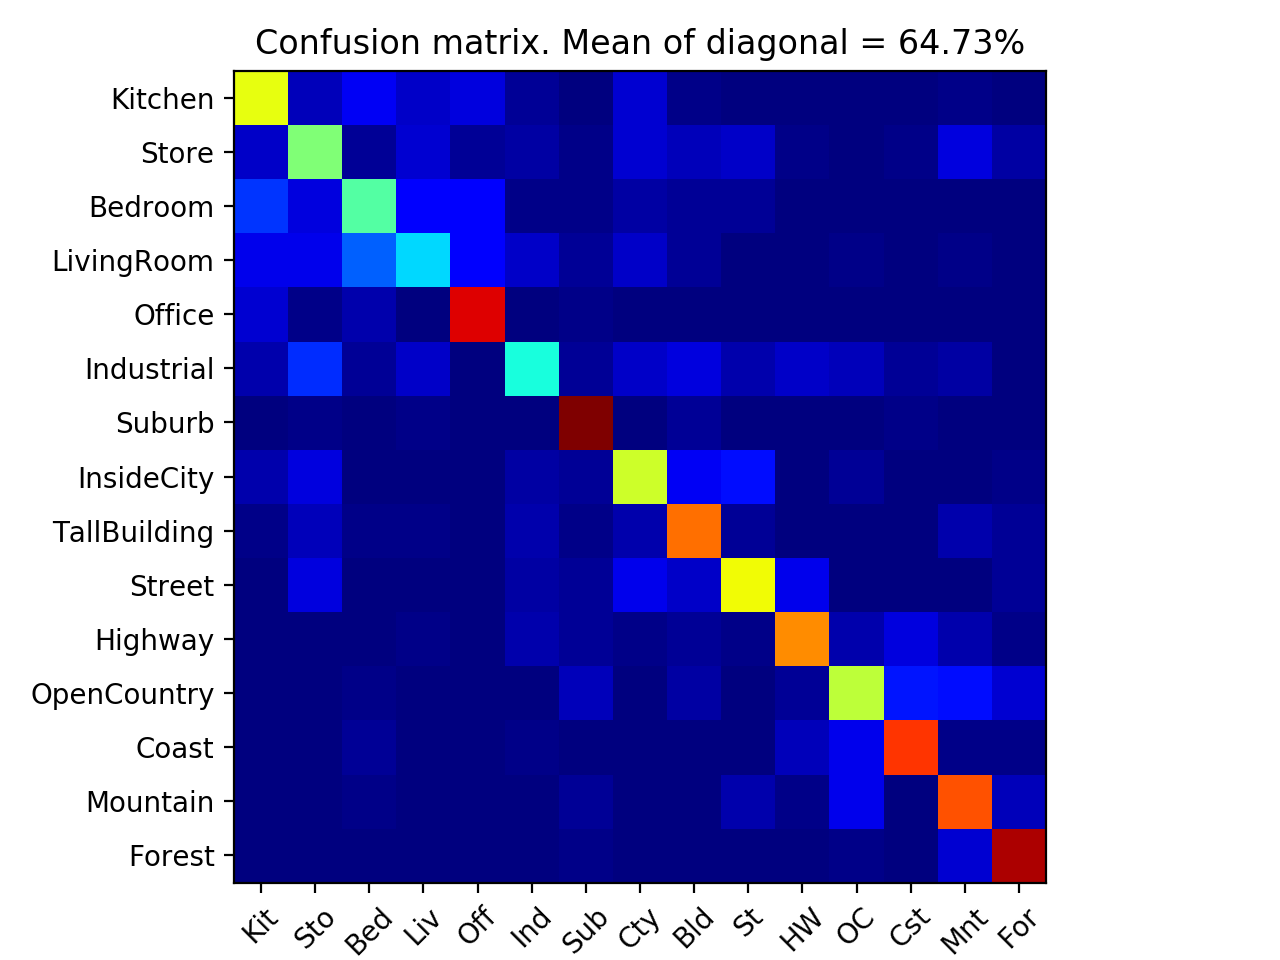 Confusion matrix. Mean of diagonal = 64.73%
Kitchen
Store
Bedroom
LivingRoom
Office
Industrial
Suburb
InsideCity
TallBuilding
Street
Highway
OpenCountry
Coast
Mountain
Forest
Kit Sto Bed Liv Off Ind Sub Cty Bld St HW OC Cst Mnt For